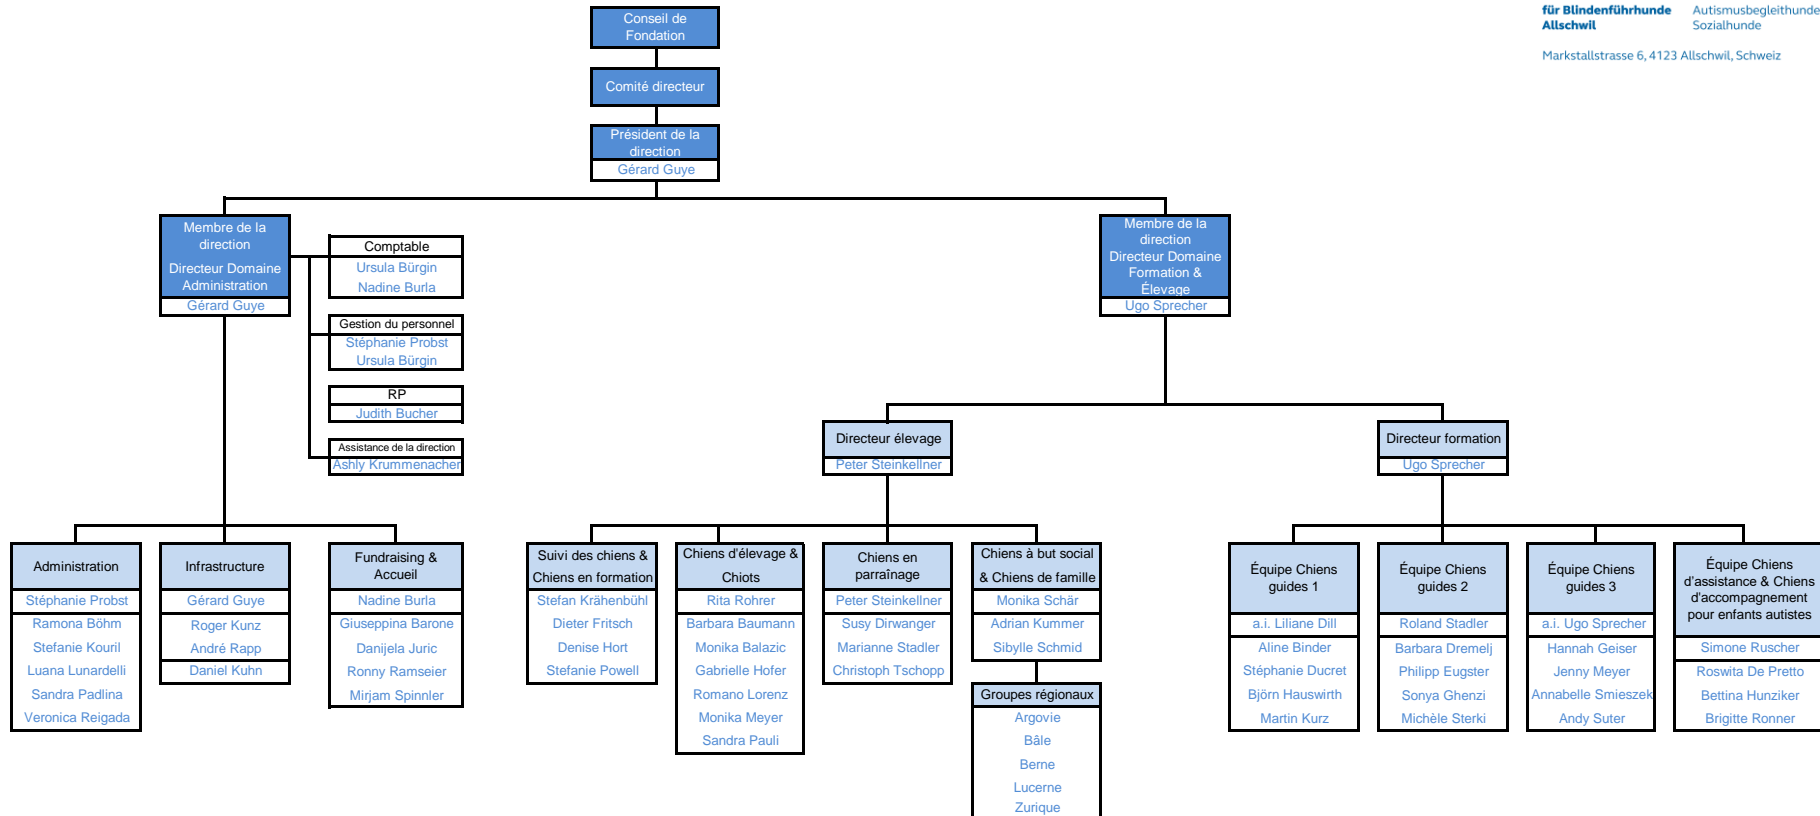 für Blindenführhunde
Allschwil
Autismusbegleithunde
Sozialhunde
Markstallstrasse 6, 4123 Allschwil, Schweiz
Conseil de
Fondation
Comité directeur
Président de la
direction
Gérard Guye
Membre de la
direction
Directeur Domaine
Administration
Gérard Guye
Comptable
Ursula Bürgin
Nadine Burla
Gestion du personnel
Stéphanie Probst
Ursula Bürgin
RP
Judith Bucher
Assistance de la direction
Ashly Krummenacher
Membre de la
direction
Directeur Domaine
Formation &
Élevage
Ugo Sprecher
Directeur élevage
Peter Steinkellner
Directeur formation
Ugo Sprecher
Administration
Stéphanie Probst
Ramona Böhm
Stefanie Kouril
Luana Lunardelli
Sandra Padlina
Veronica Reigada
Infrastructure
Gérard Guye
Roger Kunz
André Rapp
Daniel Kuhn
Fundraising &
Accueil
Nadine Burla
Giuseppina Barone
Danijela Juric
Ronny Ramseier
Mirjam Spinnler
Suivi des chiens &
Chiens en formation
Stefan Krähenbühl
Dieter Fritsch
Denise Hort
Stefanie Powell
Chiens d'élevage &
Chiots
Rita Rohrer
Barbara Baumann
Monika Balazic
Gabrielle Hofer
Romano Lorenz
Monika Meyer
Sandra Pauli
Chiens en
parraînage
Peter Steinkellner
Susy Dirwanger
Marianne Stadler
Christoph Tschopp
Chiens à but social
& Chiens de famille
Monika Schär
Adrian Kummer
Sibylle Schmid
Groupes régionaux
Argovie
Bâle
Berne
Lucerne
Zurique
Équipe Chiens
guides 1
a.i. Liliane Dill
Aline Binder
Stéphanie Ducret
Björn Hauswirth
Martin Kurz
Équipe Chiens
guides 2
Roland Stadler
Barbara Dremelj
Philipp Eugster
Sonya Ghenzi
Michèle Sterki
Équipe Chiens
guides 3
a.i. Ugo Sprecher
Hannah Geiser
Jenny Meyer
Annabelle Smieszek
Andy Suter
Équipe Chiens
d'assistance & Chiens
d'accompagnement
pour enfants autistes
Simone Ruscher
Roswita De Pretto
Bettina Hunziker
Brigitte Ronner